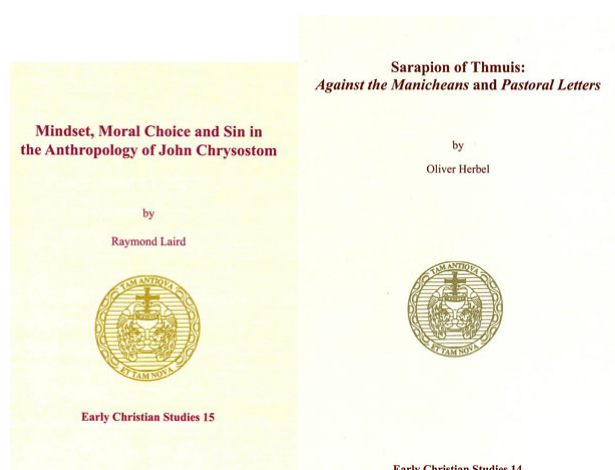 Mindset, Moral Choice and Sin in
the Anthropology of John Chrysostom
by
Raymond Laird
TAM ANTIQVA
ET TAM NOVA
Early Christian Studies 15
Sarapion of Thmuis:
Against the Manicheans and Pastoral Letters
by
Oliver Herbel
TAM ANTIQVA
ET TAM NOVA
Early Christian Studies 14